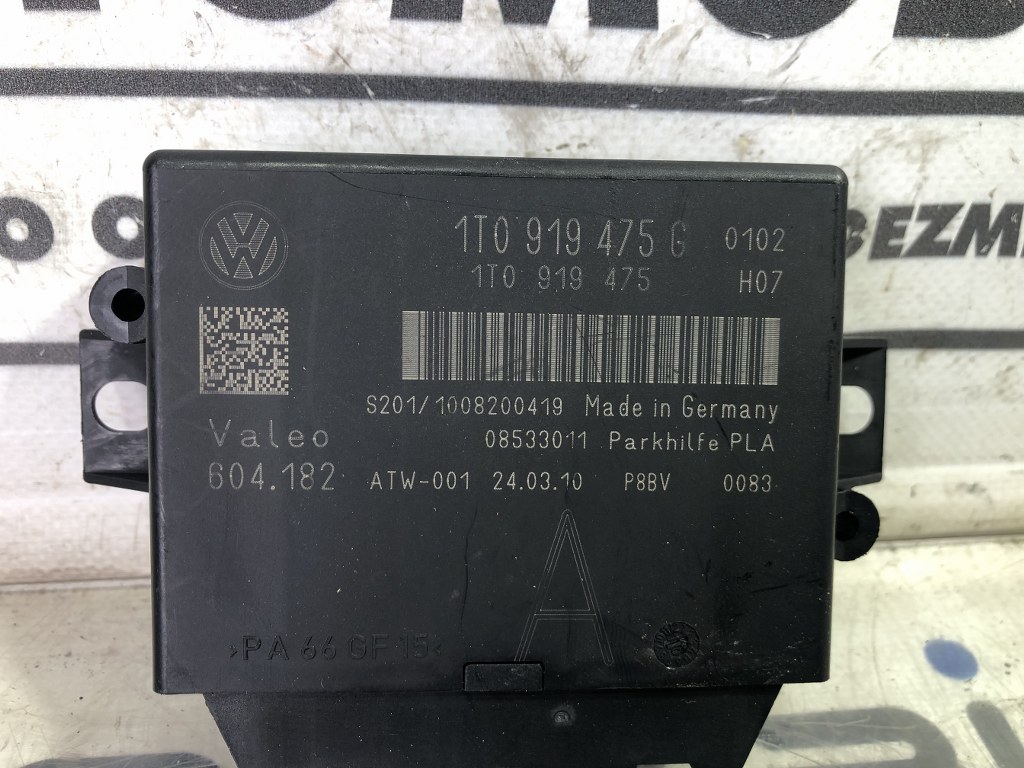 1T0 919 475 G 0102
1T0 919 475 H07
S201/1008200419 Made in Germany
Valeo 08533011 Parkhilfe PLA
604.182 ATW-001 24.03.10 P8BV 0083
A
>PA 66 GF 15<